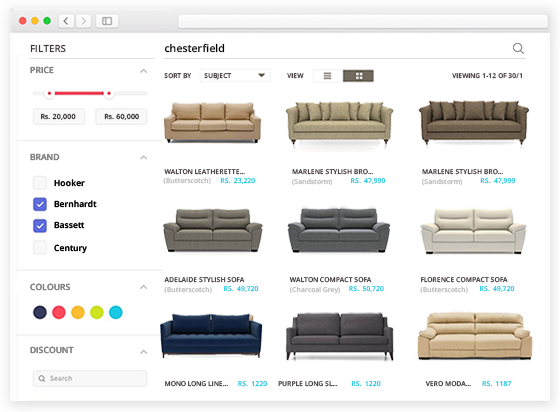 FILTERS
chesterfield
PRICE
Rs. 20,000
Rs. 60,000
SORT BY
SUBJECT
VIEW
VIEWING 1-12 OF 30/1
BRAND
Hooker
Bernhardt
Bassett
Century
COLOURS
DISCOUNT
Search
WALTON LEATHERETTE...
(Butterscotch)
RS. 23,220
MARLENE STYLISH BRO...
(Sandstorm)
RS. 47,990
MARLENE STYLISH BRO...
(Sandstorm)
RS. 47,999
ADELAIDE STYLISH SOFA
(Butterscotch)
RS. 49,720
WALTON COMPACT SOFA
(Charcoal Grey)
RS. 50,720
FLORENCE COMPACT SOFA
(Butterscotch)
RS. 49,720
MONO LONG LINE...
RS. 1220
PURPLE LONG SL...
RS. 1220
VERO MODA...
RS. 1187